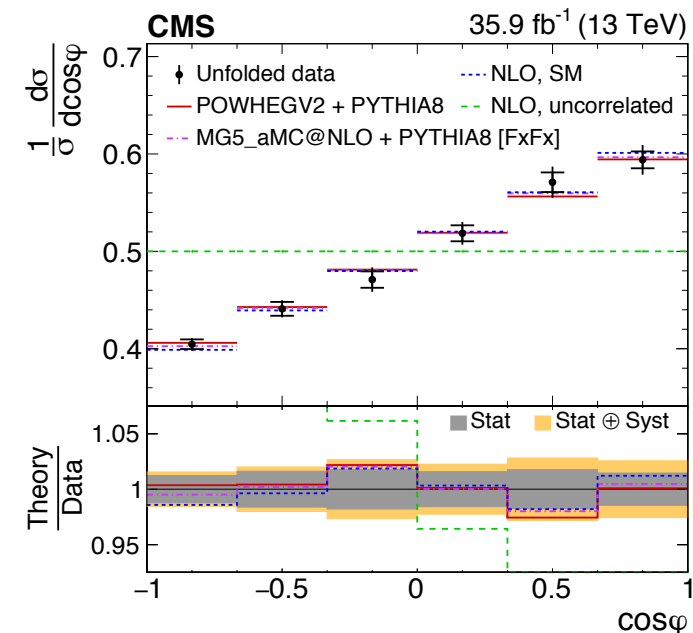 CMS 35.9 fb⁻¹ (13 TeV)
1/σ dσ/dcosφ
0.7
0.6
0.5
0.4
Unfolded data
POWHEGV2 + PYTHIA8
MG5_aMC@NLO + PYTHIA8 [FxFx]
NLO, SM
NLO, uncorrelated
Theory/Data
1.05
1
0.95
Stat
Stat ⊕ Syst
−1 −0.5 0 0.5 1
cosφ